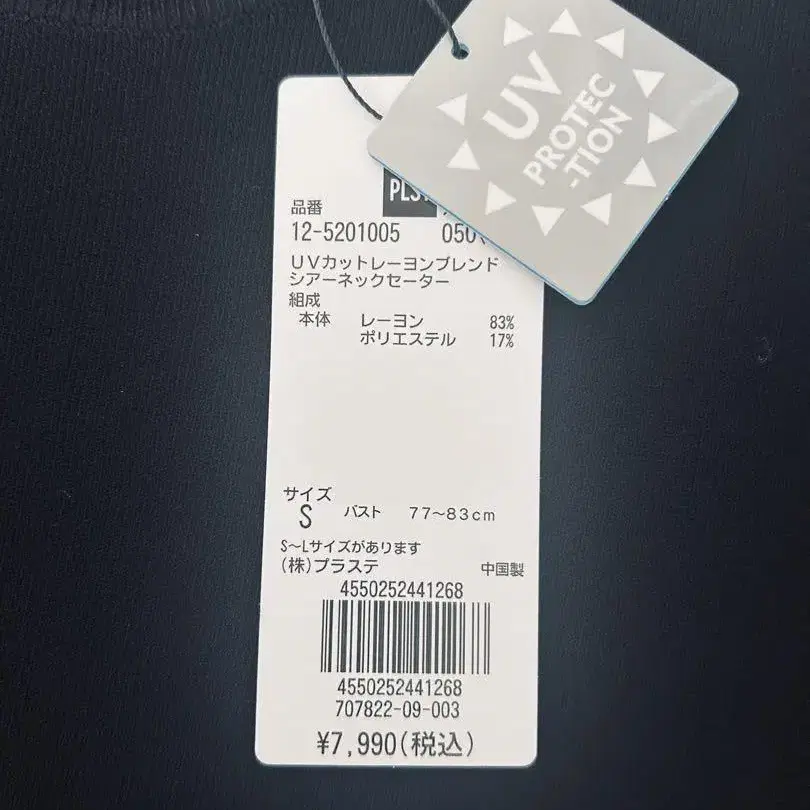 UV
PROTEC
-TION
品番
12-5201005
UVカットレーヨンブレンド
シアーネックセーター
組成
本体 レーヨン 83%
ポリエステル 17%
サイズ
S バスト 77~83cm
S~Lサイズがあります
(株)プラステ 中国製
4550252441268
4550252441268
707822-09-003
¥7,990(税込)